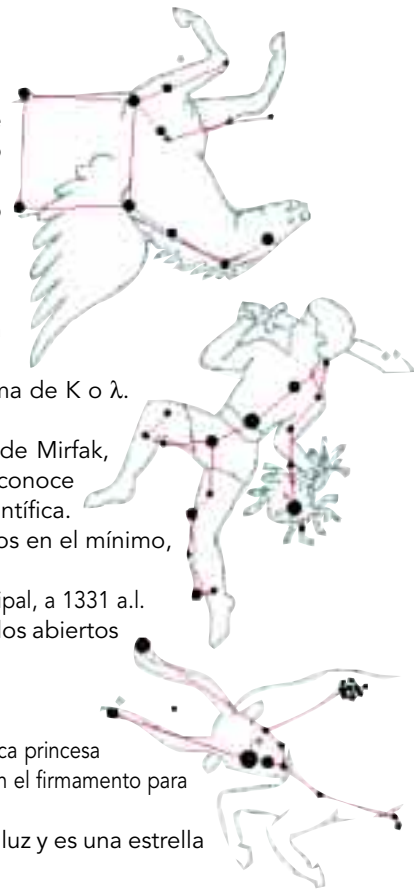 ma de K o λ.
de Mirfak,
conoce
ntífica.
os en el mínimo,
ipal, a 1331 a.l.
los abiertos
ca princesa
n el firmamento para
luz y es una estrella